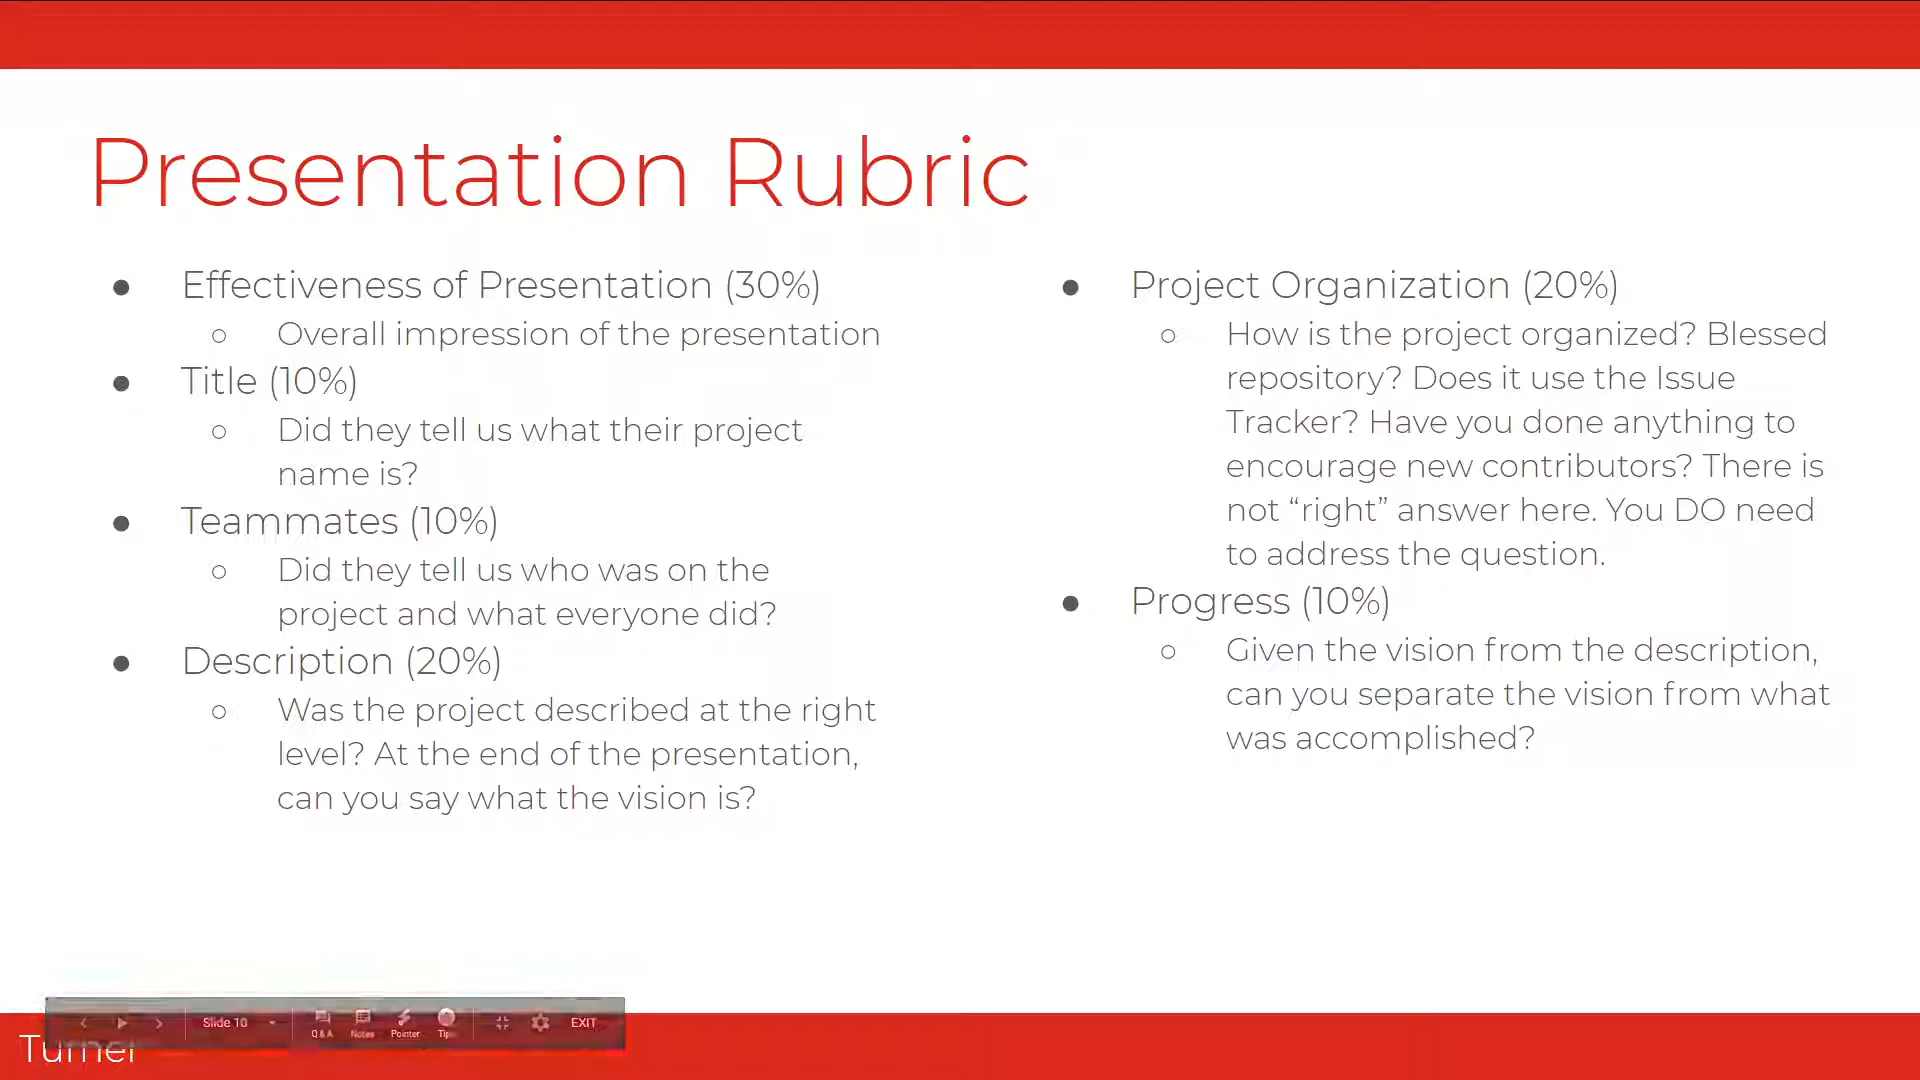 Presentation Rubric
● Effectiveness of Presentation (30%)
○ Overall impression of the presentation
● Title (10%)
○ Did they tell us what their project
name is?
● Teammates (10%)
○ Did they tell us who was on the
project and what everyone did?
● Description (20%)
○ Was the project described at the right
level? At the end of the presentation,
can you say what the vision is?
● Project Organization (20%)
○ How is the project organized? Blessed
repository? Does it use the Issue
Tracker? Have you done anything to
encourage new contributors? There is
not “right” answer here. You DO need
to address the question.
● Progress (10%)
○ Given the vision from the description,
can you separate the vision from what
was accomplished?
Slide 10
Q & A
Notes
Pointer
EXIT
Turner